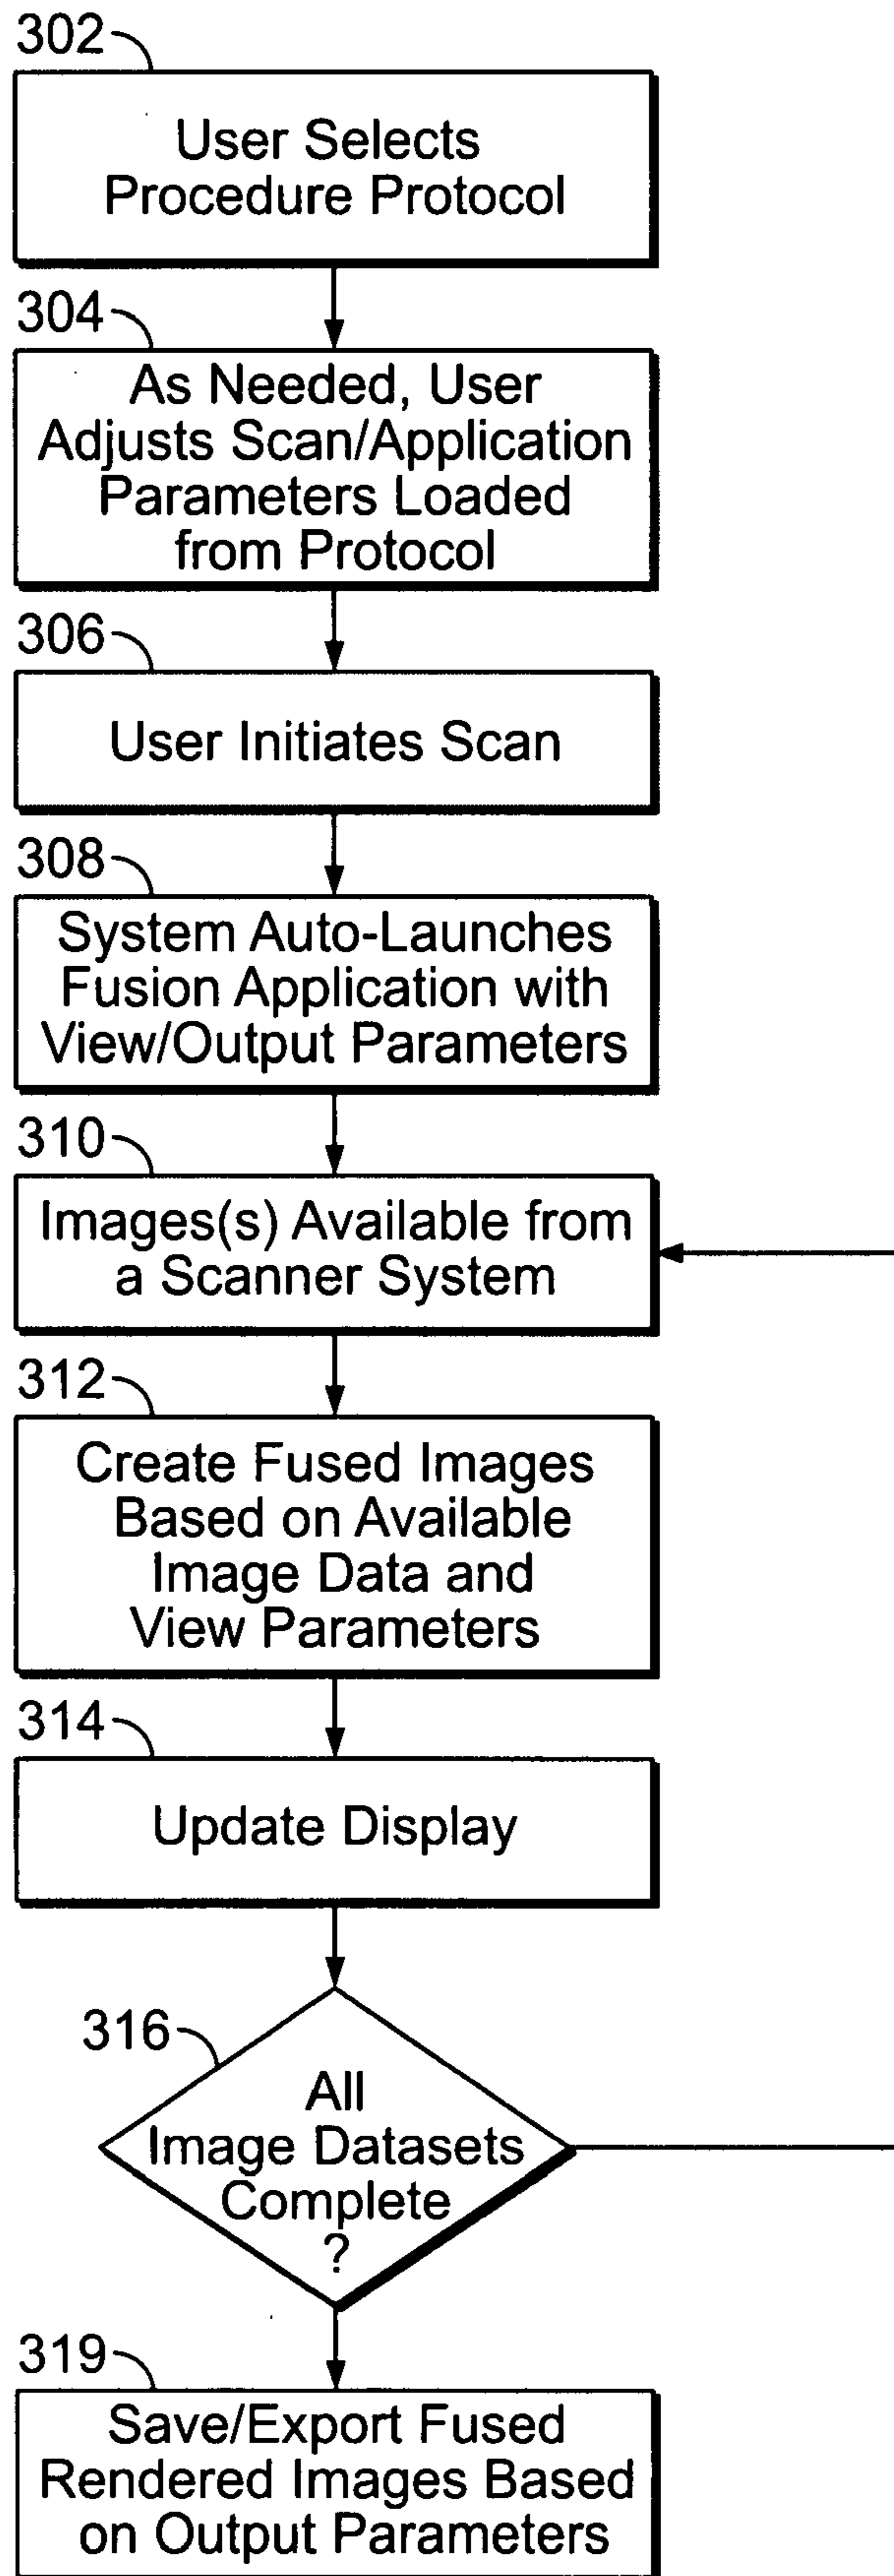 302
User Selects
Procedure Protocol
304
As Needed, User
Adjusts Scan/Application
Parameters Loaded
from Protocol
306
User Initiates Scan
308
System Auto-Launches
Fusion Application with
View/Output Parameters
310
Images(s) Available from
a Scanner System
312
Create Fused Images
Based on Available
Image Data and
View Parameters
314
Update Display
316
All
Image Datasets
Complete
?
319
Save/Export Fused
Rendered Images Based
on Output Parameters